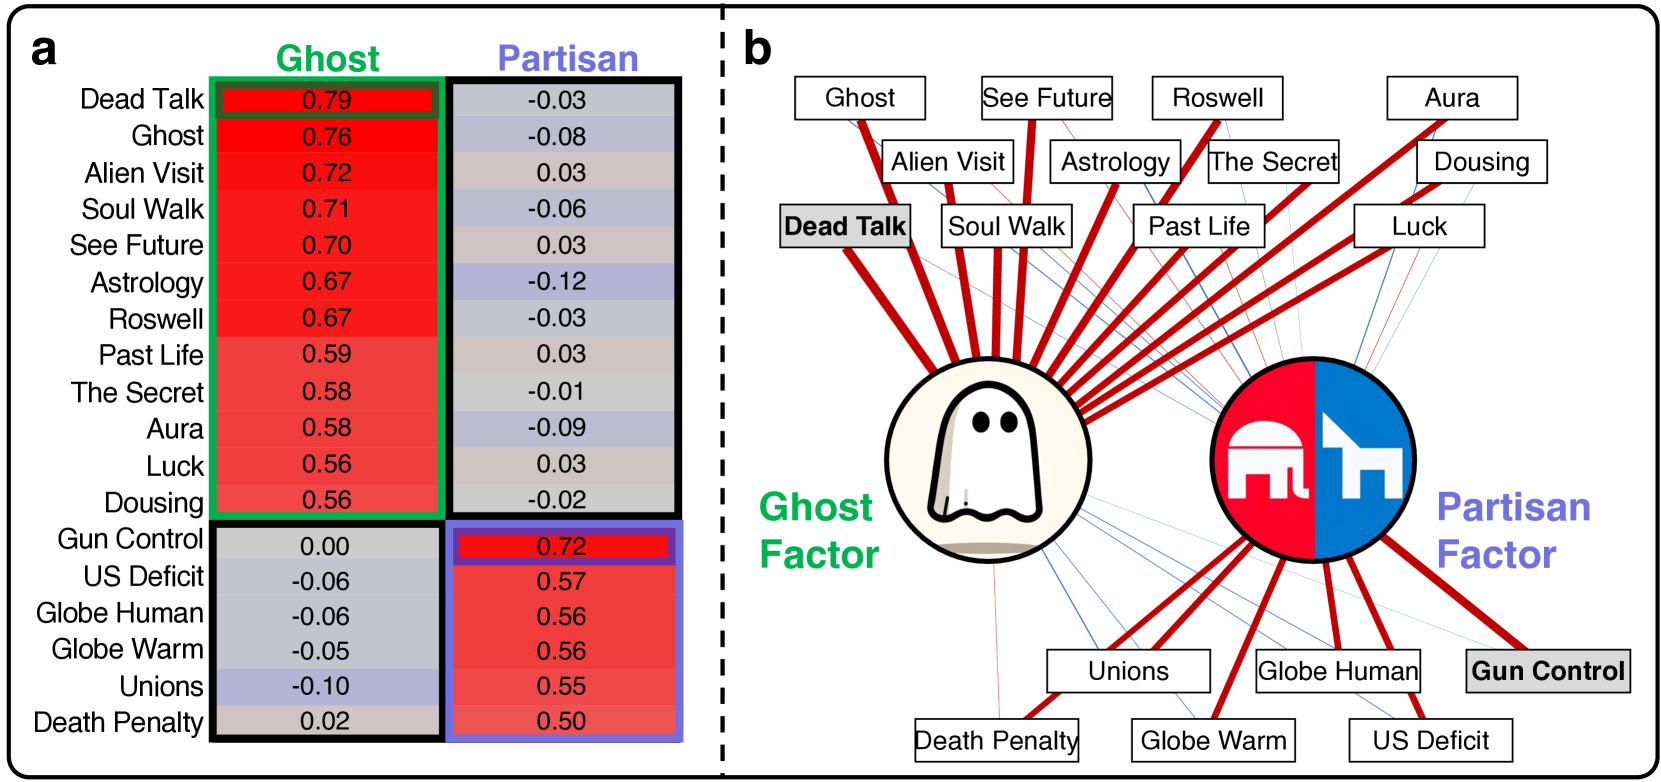 a
Ghost Partisan
Dead Talk 0.79 -0.03
Ghost 0.76 -0.08
Alien Visit 0.72 0.03
Soul Walk 0.71 -0.06
See Future 0.70 0.03
Astrology 0.67 -0.12
Roswell 0.67 -0.03
Past Life 0.59 0.03
The Secret 0.58 -0.01
Aura 0.58 -0.09
Luck 0.56 0.03
Dousing 0.56 -0.02
Gun Control 0.00 0.72
US Deficit -0.06 0.57
Globe Human -0.06 0.56
Globe Warm -0.05 0.56
Unions -0.10 0.55
Death Penalty 0.02 0.50
b
Ghost See Future Roswell Aura
Alien Visit Astrology The Secret Dousing
Dead Talk Soul Walk Past Life Luck
Ghost
Factor
Partisan
Factor
Unions Globe Human Gun Control
Death Penalty Globe Warm US Deficit